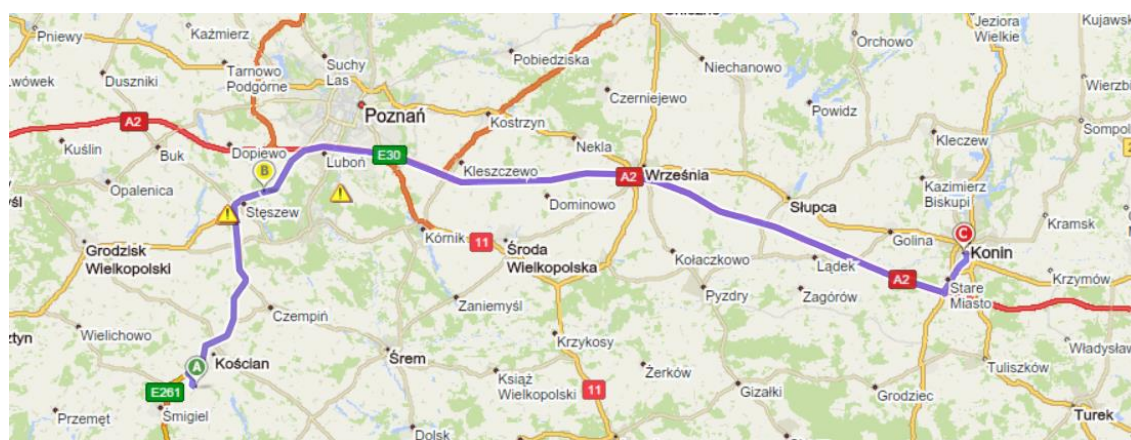 Pniewy
Kaźmierz
Jeziora
Wielkie
Kujaws
Lwówek
Duszniki
Tarnowo
Podgórne
Suchy
Las
Pobiedziska
Niechanowo
Orchowo
Wierzbi
A2
Poznań
Kostrzyn
Czerniejewo
Powidz
Kleczew
Sompol
Kuślin
Buk
Dopiewo
Luboń
E30
Nekla
Września
A2
Kleszczewo
Kazimierz
Biskupi
Opalenica
B
Stęszew
Dominowo
Słupca
Kramsk
Grodzisk
Wielkopolski
Kórnik
11
Środa
Wielkopolska
Kołaczkowo
Golina
C
Konin
Lądek
A2
Krzymów
Stare
Miasto
Zaniemyśl
Pyzdry
Zagórów
Czempiń
Wielichowo
Krzykosy
Władysław
A
Kościan
Śrem
Książ
Wielkopolski
Żerków
Tuliszków
E261
Śmigiel
11
Giżałki
Grodziec
Przemęt
Dolsk
Turek